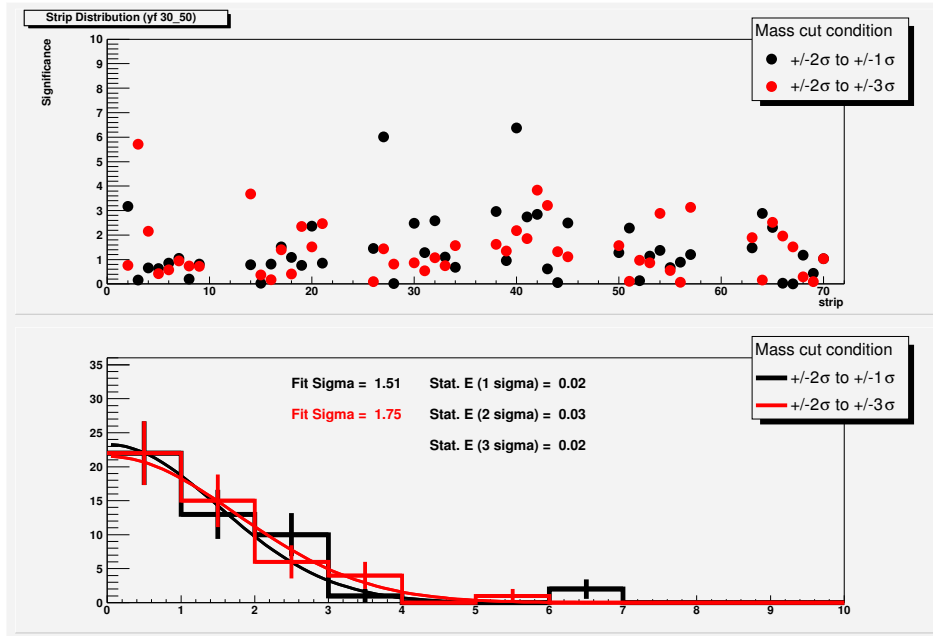 Strip Distribution (yf 30_50)
Significance
10
9
8
7
6
5
4
3
2
1
0
0 10 20 30 40 50 60 70
strip
Mass cut condition
+/-2σ to +/-1σ
+/-2σ to +/-3σ
35
30
25
20
15
10
5
0
0 1 2 3 4 5 6 7 8 9 10
Fit Sigma = 1.51 Stat. E (1 sigma) = 0.02
Fit Sigma = 1.75 Stat. E (2 sigma) = 0.03
Stat. E (3 sigma) = 0.02
Mass cut condition
+/-2σ to +/-1σ
+/-2σ to +/-3σ